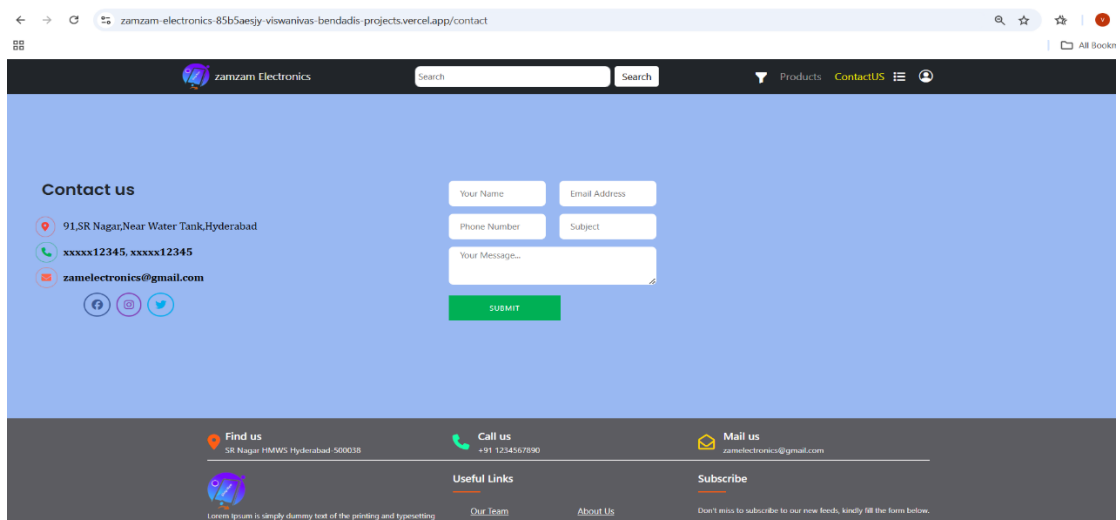 zamzam-electronics-85b5aesjy-viswanivas-bendadis-projects.vercel.app/contact
V
All Bookm
zamzam Electronics
Search
Search
Products
ContactUS
Contact us
91,SR Nagar,Near Water Tank,Hyderabad
xxxxx12345, xxxxx12345
zamelectronics@gmail.com
Your Name
Email Address
Phone Number
Subject
Your Message...
SUBMIT
Find us
SR Nagar HMWS Hyderabad-500038
Call us
+91 1234567890
Mail us
zamelectronics@gmail.com
Lorem Ipsum is simply dummy text of the printing and typesetting
Useful Links
Our Team
About Us
Subscribe
Don't miss to subscribe to our new feeds, kindly fill the form below.